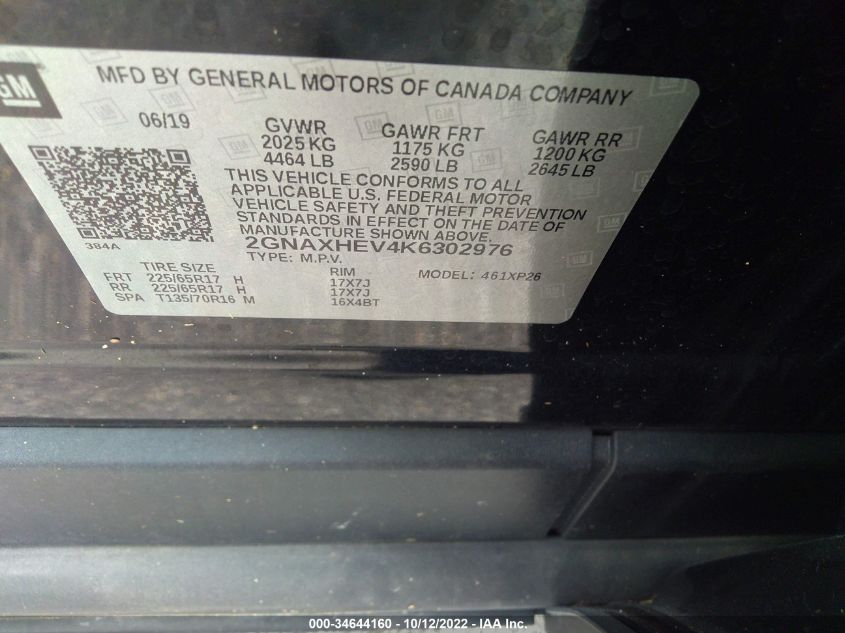 GM
MFD BY GENERAL MOTORS OF CANADA COMPANY
06/19 GVWR GAWR FRT GAWR RR
2025 KG 1175 KG 1200 KG
4464 LB 2590 LB 2645 LB
THIS VEHICLE CONFORMS TO ALL
APPLICABLE U.S. FEDERAL MOTOR
VEHICLE SAFETY AND THEFT PREVENTION
STANDARDS IN EFFECT ON THE DATE OF
MANUFACTURE SHOWN ABOVE.
384A
2GNAXHEV4K6302976
TYPE: M.P.V. MODEL: 461XP26
TIRE SIZE RIM
FRT 225/65R17 H 17X7J
RR 225/65R17 H 17X7J
SPA T135/70R16 M 16X4BT
000-34644160 - 10/12/2022 - IAA Inc.